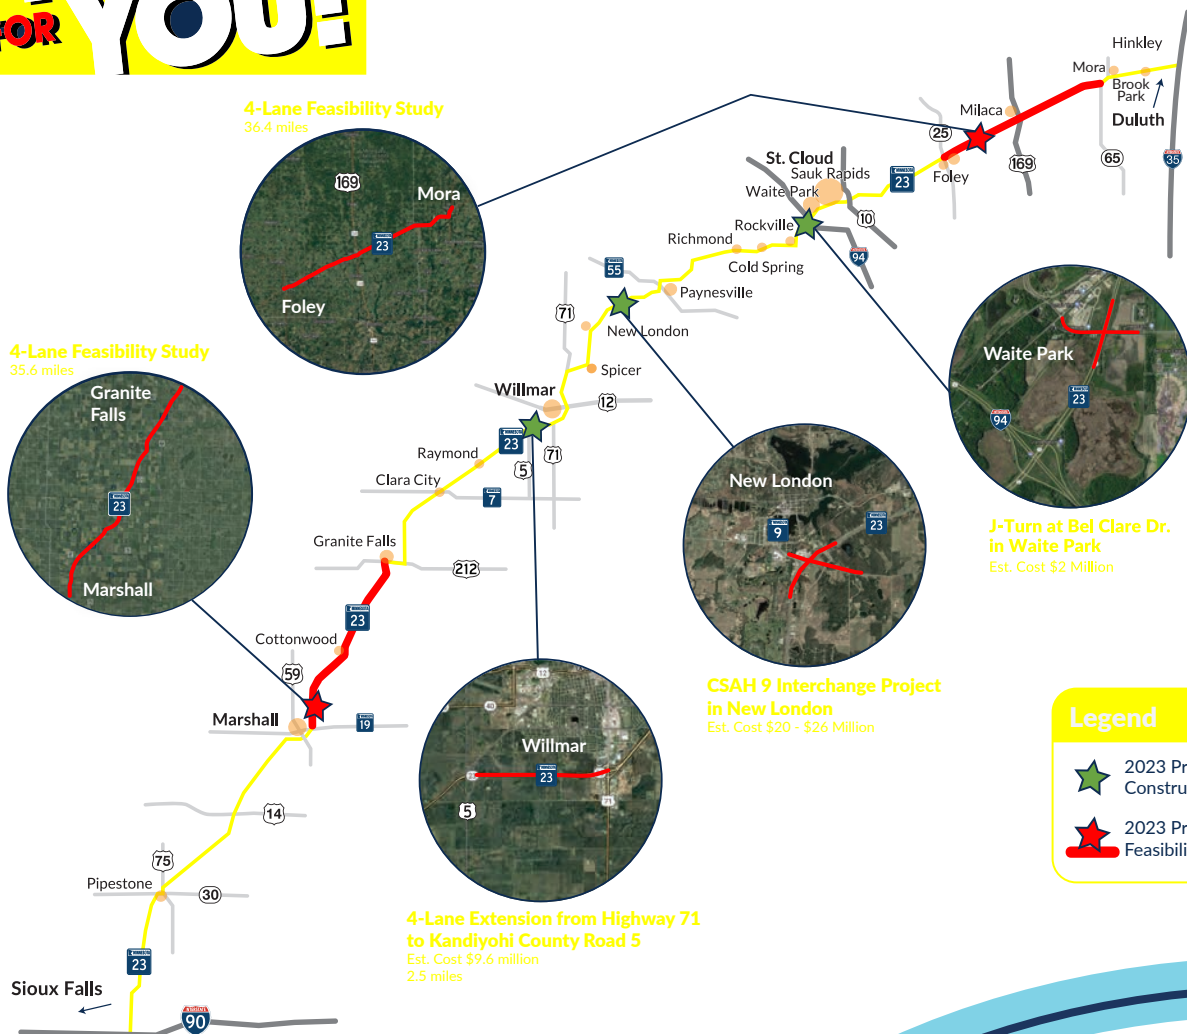 FOR YOU!
Hinkley
Mora
Brook
Park
Duluth
35
Milaca
25
169
65
4-Lane Feasibility Study
36.4 miles
169
Mora
23
Foley
St. Cloud
Sauk Rapids
Waite Park
23
Foley
10
Rockville
Richmond
Cold Spring
94
55
Paynesville
71
New London
Spicer
Waite Park
23
94
J-Turn at Bel Clare Dr.
in Waite Park
Est. Cost $2 Million
4-Lane Feasibility Study
35.6 miles
Granite
Falls
23
Marshall
Willmar
12
23
71
5
Raymond
Clara City
7
New London
9
23
CSAH 9 Interchange Project
in New London
Est. Cost $20 - $26 Million
Granite Falls
212
23
Cottonwood
59
Marshall
19
12
40
Willmar
23
23
71
5
4-Lane Extension from Highway 71
to Kandiyohi County Road 5
Est. Cost $9.6 million
2.5 miles
Legend
2023 Pr
Constru
2023 Pr
Feasibili
14
75
Pipestone
30
23
Sioux Falls
90